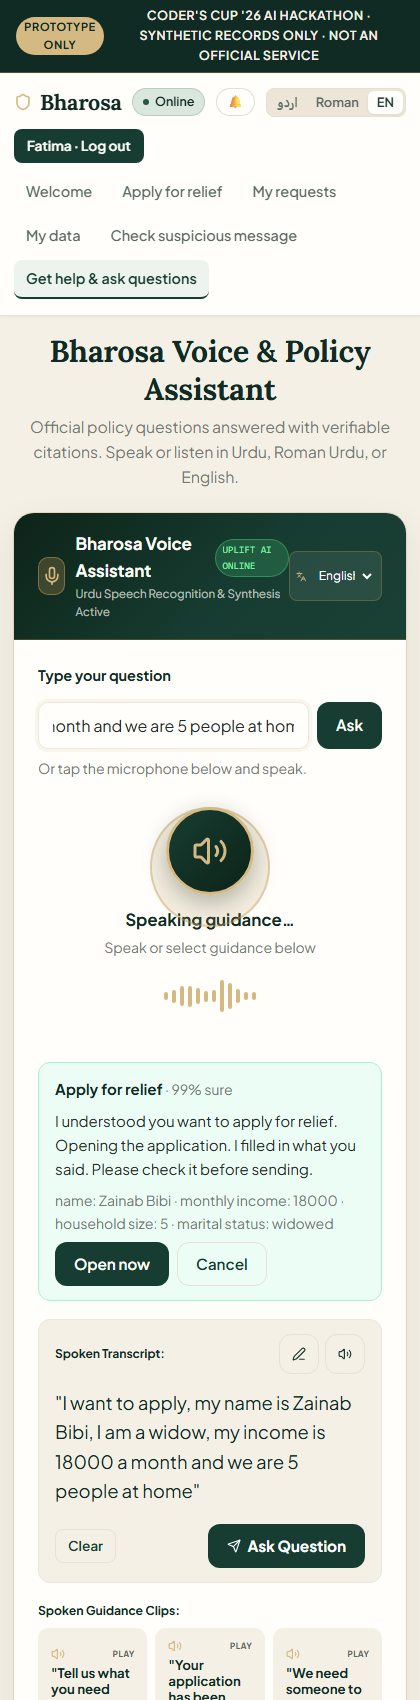 PROTOTYPE
ONLY
CODER'S CUP '26 AI HACKATHON ·
SYNTHETIC RECORDS ONLY · NOT AN
OFFICIAL SERVICE
Bharosa
Online
اردو
Roman
EN
Fatima · Log out
Welcome
Apply for relief
My requests
My data
Check suspicious message
Get help & ask questions
Bharosa Voice & Policy
Assistant
Official policy questions answered with verifiable
citations. Speak or listen in Urdu, Roman Urdu, or
English.
Bharosa Voice
Assistant
UPLIFT AI
ONLINE
Urdu Speech Recognition & Synthesis
Active
Englisl
Type your question
onth and we are 5 people at hom
Ask
Or tap the microphone below and speak.
Speaking guidance...
Speak or select guidance below
Apply for relief · 99% sure
I understood you want to apply for relief.
Opening the application. I filled in what you
said. Please check it before sending.
name: Zainab Bibi · monthly income: 18000 ·
household size: 5 · marital status: widowed
Open now
Cancel
Spoken Transcript:
"I want to apply, my name is Zainab
Bibi, I am a widow, my income is
18000 a month and we are 5
people at home"
Clear
Ask Question
Spoken Guidance Clips:
PLAY
"Tell us what
you need
PLAY
"Your
application
has been
PLAY
"We need
someone to